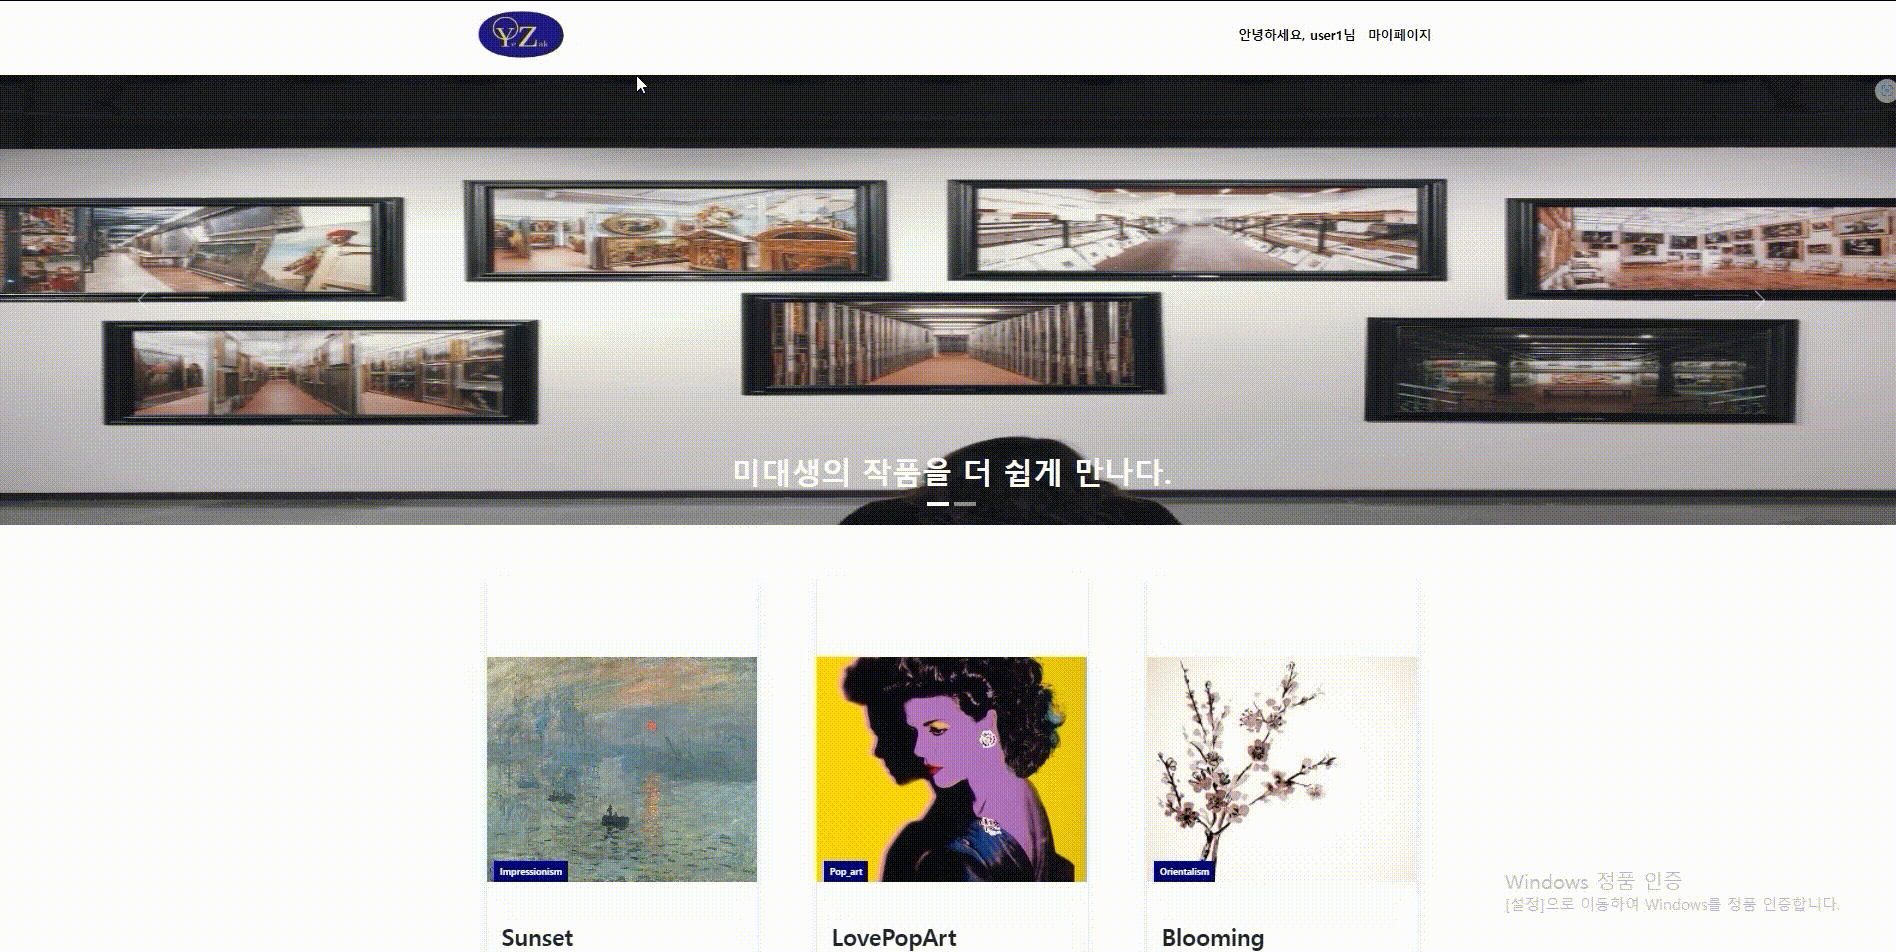 YeZak
안녕하세요, user1님 마이페이지
미대생의 작품을 더 쉽게 만나다.
Impressionism
Pop_art
Orientalism
Sunset
LovePopArt
Blooming
Windows 정품 인증
[설정]으로 이동하여 Windows를 정품 인증합니다.